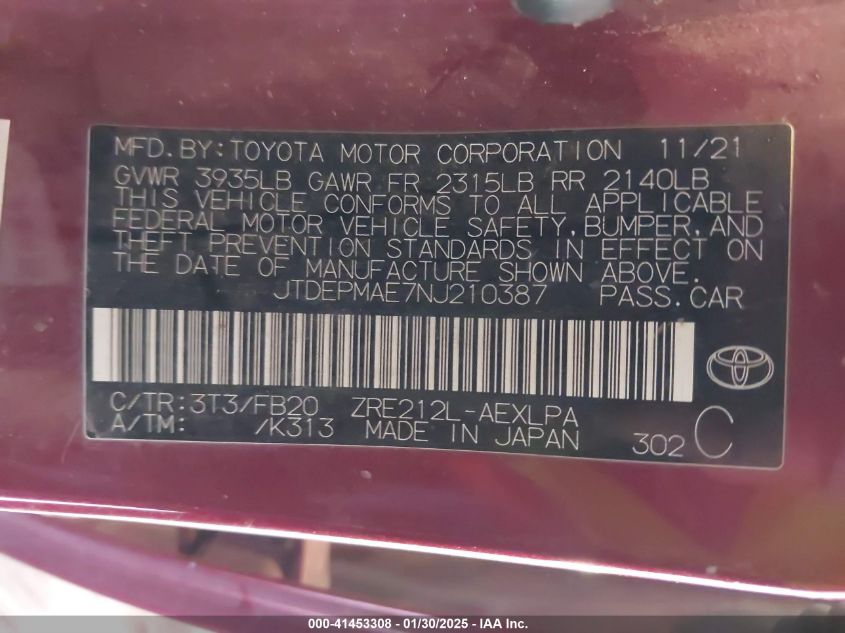 MFD. BY: TOYOTA MOTOR CORPORATION 11/21
GVWR 3935LB GAWR FR 2315LB RR 2140LB
THIS VEHICLE CONFORMS TO ALL APPLICABLE
FEDERAL MOTOR VEHICLE SAFETY, BUMPER, AND
THEFT PREVENTION STANDARDS IN EFFECT ON
THE DATE OF MANUFACTURE SHOWN ABOVE.
JTDEPMAE7NJ210387 PASS. CAR
C/TR: 3T3/FB20 ZRE212L-AEXLPA
A/TM: /K313 MADE IN JAPAN 302 C
000-41453308 - 01/30/2025 - IAA Inc.